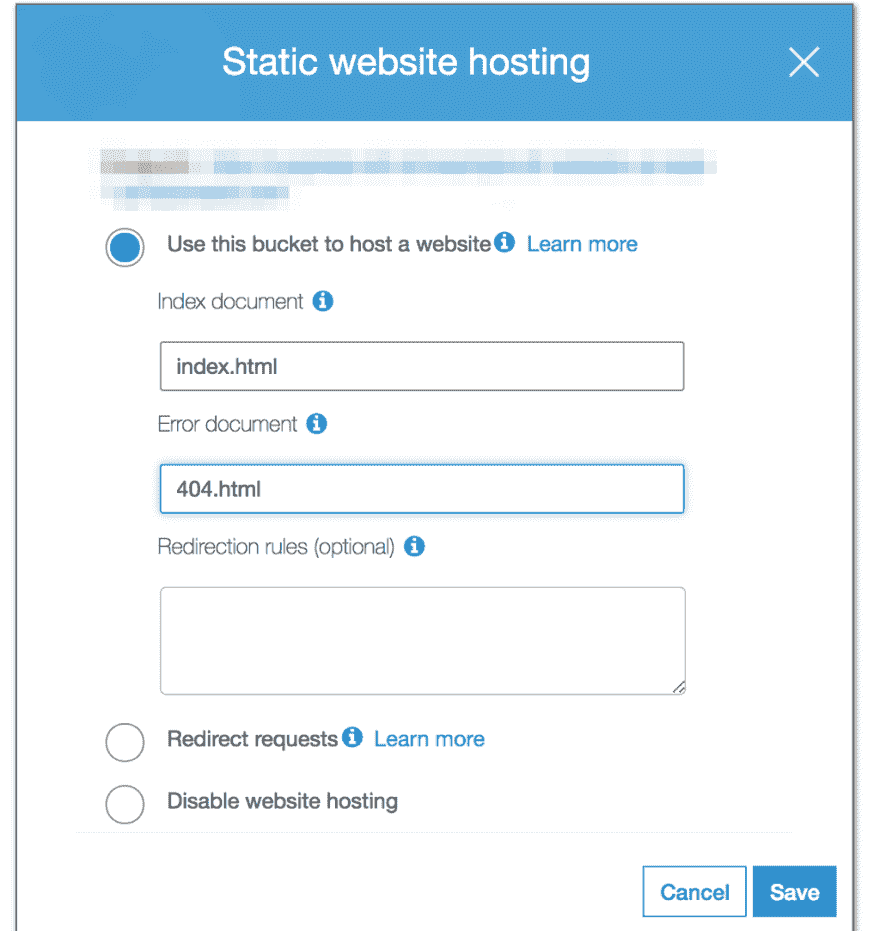 Static website hosting
Use this bucket to host a website Learn more
Index document
index.html
Error document
404.html
Redirection rules (optional)
Redirect requests Learn more
Disable website hosting
Cancel Save